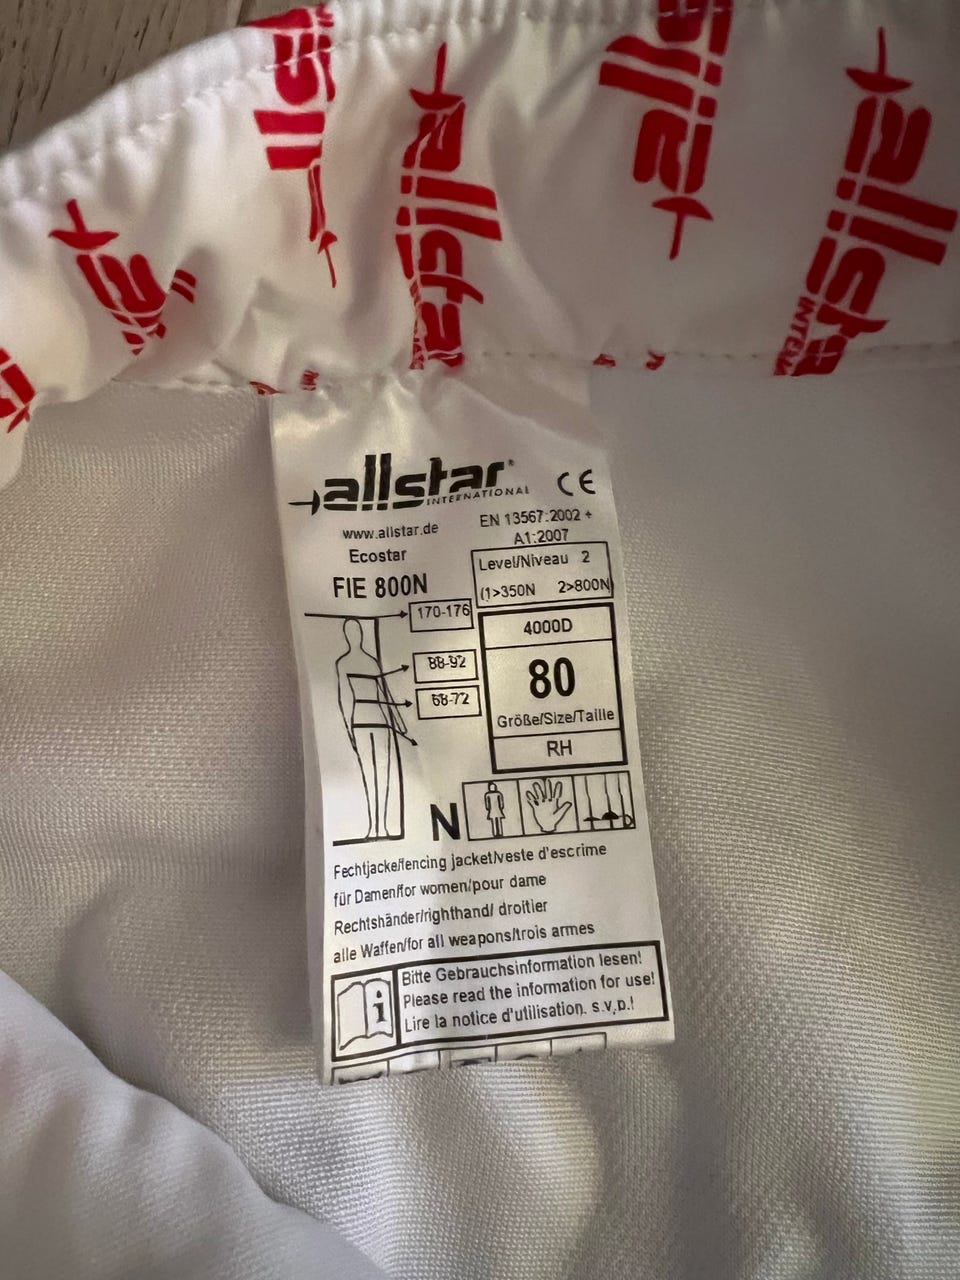 allstar
allstar
allstar
allstar
INTERNATIONAL
CE
www.allstar.de
EN 13567:2002 +
A1:2007
Ecostar
FIE 800N
Level/Niveau 2
(1>350N 2>800N
170-176
88-92
68-72
4000D
80
Größe/Size/Taille
RH
N
Fechtjacke/fencing jacket/veste d'escrime
für Damen/for women/pour dame
Rechtshänder/righthand/ droitier
alle Waffen/for all weapons/trois armes
i
Bitte Gebrauchsinformation lesen!
Please read the information for use!
Lire la notice d'utilisation. s.v.p.!